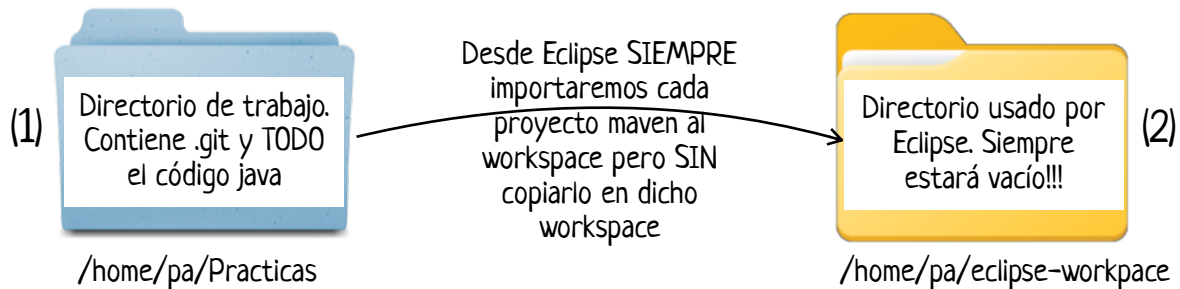 (1)
Directorio de trabajo.
Contiene .git y TODO
el código java
/home/pa/Practicas
Desde Eclipse SIEMPRE
importaremos cada
proyecto maven al
workspace pero SIN
copiarlo en dicho
workspace
Directorio usado por
Eclipse. Siempre
estará vacío!!!
(2)
/home/pa/eclipse-workpace